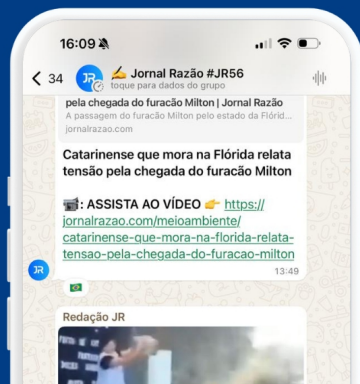 16:09
34
JR
Jornal Razão #JR56
toque para dados do grupo
pela chegada do furacão Milton | Jornal Razão
A passagem do furacão Milton pelo estado da Flórid...
jornalrazao.com
Catarinense que mora na Flórida relata
tensão pela chegada do furacão Milton
📹: ASSISTA AO VÍDEO 👉 https://
jornalrazao.com/meioambiente/
catarinense-que-mora-na-florida-relata-
tensao-pela-chegada-do-furacao-milton
13:49
JR
Redação JR